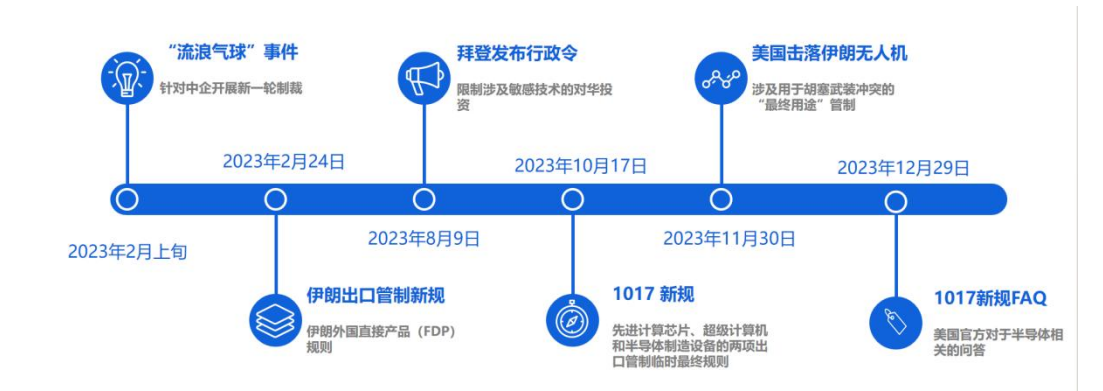 “流浪气球”事件
针对中企开展新一轮制裁
拜登发布行政令
限制涉及敏感技术的对华投
资
美国击落伊朗无人机
涉及用于胡塞武装冲突的
“最终用途”管制
2023年2月24日
2023年10月17日
2023年12月29日
2023年2月上旬
2023年8月9日
2023年11月30日
伊朗出口管制新规
伊朗外国直接产品（FDP）
规则
1017 新规
先进计算芯片、超级计算机
和半导体制造设备的两项出
口管制临时最终规则
1017新规FAQ
美国官方对于半导体相
关的问答